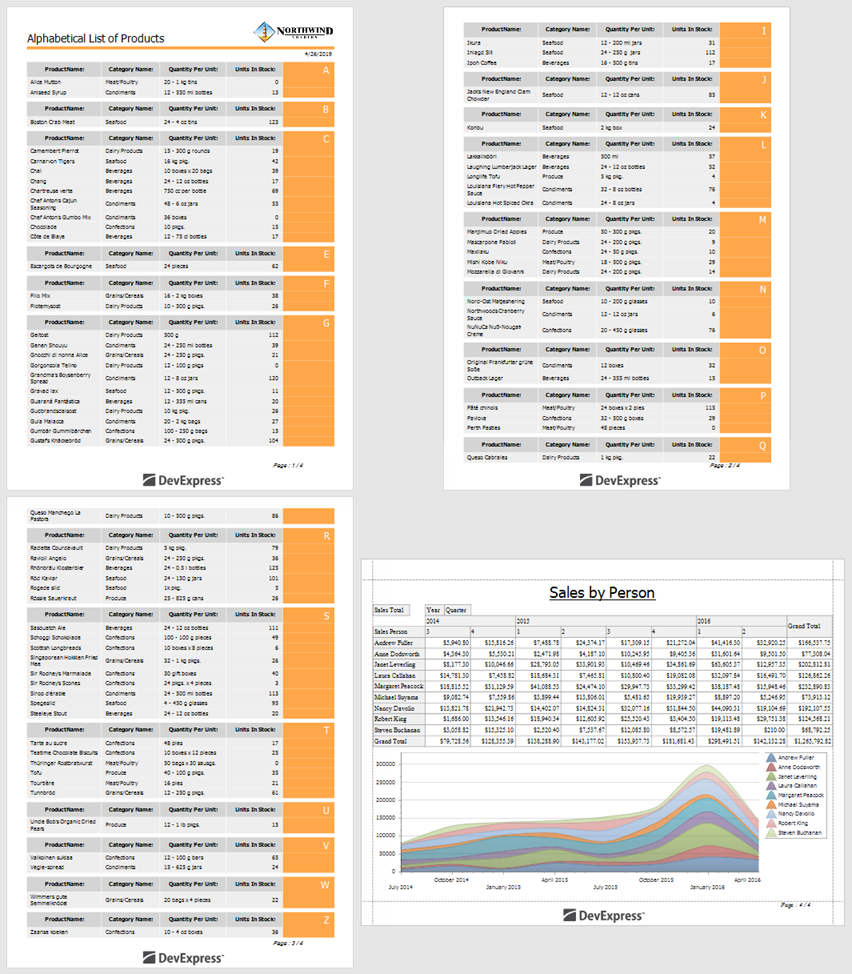 Alphabetical List of Products
NORTHWIND
TRADERS
4/26/2019
ProductName: Category Name: Quantity Per Unit: Units In Stock: A
Alice Mutton Meat/Poultry 20 - 1 kg tins 0
Aniseed Syrup Condiments 12 - 550 ml bottles 13
ProductName: Category Name: Quantity Per Unit: Units In Stock: B
Boston Crab Meat Seafood 24 - 4 oz tins 123
ProductName: Category Name: Quantity Per Unit: Units In Stock: C
Camembert Pierrot Dairy Products 15 - 300 g rounds 19
Carnarvon Tigers Seafood 16 kg pkg. 42
Chai Beverages 10 boxes x 20 bags 39
Chang Beverages 24 - 12 oz bottles 17
Chartreuse verte Beverages 750 cc per bottle 69
Chef Anton's Cajun
Seasoning Condiments 48 - 6 oz jars 53
Chef Anton's Gumbo Mix Condiments 36 boxes 0
Chocolade Confections 10 pkgs. 15
Côte de Blaye Beverages 12 - 75 cl bottles 17
ProductName: Category Name: Quantity Per Unit: Units In Stock: E
Escargots de Bourgogne Seafood 24 pieces 62
ProductName: Category Name: Quantity Per Unit: Units In Stock: F
Filo Mix Grains/Cereals 16 - 2 kg boxes 38
Flotemysost Dairy Products 10 - 500 g pkgs. 26
ProductName: Category Name: Quantity Per Unit: Units In Stock: G
Geitost Dairy Products 500 g 112
Genen Shouyu Condiments 24 - 250 ml bottles 39
Gnocchi di nonna Alice Grains/Cereals 24 - 250 g pkgs. 21
Gorgonzola Telino Dairy Products 12 - 100 g pkgs 0
Grandma's Boysenberry
Spread Condiments 12 - 8 oz jars 120
Gravad lax Seafood 12 - 500 g pkgs. 11
Guaraná Fantástica Beverages 12 - 355 ml cans 20
Gudbrandsdalsost Dairy Products 10 kg pkg. 26
Gula Malacca Condiments 20 - 2 kg bags 27
Gumbär Gummibärchen Confections 100 - 250 g bags 15
Gustaf's Knäckebröd Grains/Cereals 24 - 500 g pkgs. 104
Page : 1 / 4
DevExpress
ProductName: Category Name: Quantity Per Unit: Units In Stock: I
Ikura Seafood 12 - 200 ml jars 31
Inlagd Sill Seafood 24 - 250 g jars 112
Ipoh Coffee Beverages 16 - 500 g tins 17
ProductName: Category Name: Quantity Per Unit: Units In Stock: J
Jack's New England Clam
Chowder Seafood 12 - 12 oz cans 85
ProductName: Category Name: Quantity Per Unit: Units In Stock: K
Konbu Seafood 2 kg box 24
ProductName: Category Name: Quantity Per Unit: Units In Stock: L
Lakkalikööri Beverages 500 ml 57
Laughing Lumberjack Lager Beverages 24 - 12 oz bottles 52
Longlife Tofu Produce 5 kg pkg. 4
Louisiana Fiery Hot Pepper
Sauce Condiments 32 - 8 oz bottles 76
Louisiana Hot Spiced Okra Condiments 24 - 8 oz jars 4
ProductName: Category Name: Quantity Per Unit: Units In Stock: M
Manjimup Dried Apples Produce 50 - 300 g pkgs. 20
Mascarpone Fabioli Dairy Products 24 - 200 g pkgs. 9
Maxilaku Confections 24 - 50 g pkgs. 10
Mishi Kobe Niku Meat/Poultry 18 - 500 g pkgs. 29
Mozzarella di Giovanni Dairy Products 24 - 200 g pkgs. 14
ProductName: Category Name: Quantity Per Unit: Units In Stock: N
Nord-Ost Matjeshering Seafood 10 - 200 g glasses 10
Northwoods Cranberry
Sauce Condiments 12 - 12 oz jars 6
NuNuCa Nuß-Nougat-
Creme Confections 20 - 450 g glasses 76
ProductName: Category Name: Quantity Per Unit: Units In Stock: O
Original Frankfurter grüne
Soße Condiments 12 boxes 32
Outback Lager Beverages 24 - 355 ml bottles 15
ProductName: Category Name: Quantity Per Unit: Units In Stock: P
Pâté chinois Meat/Poultry 24 boxes x 2 pies 115
Pavlova Confections 32 - 500 g boxes 29
Perth Pasties Meat/Poultry 48 pieces 0
ProductName: Category Name: Quantity Per Unit: Units In Stock: Q
Queso Cabrales Dairy Products 1 kg pkg. 22
Page : 2 / 4
DevExpress
Queso Manchego La
Pastora Dairy Products 10 - 500 g pkgs. 86
ProductName: Category Name: Quantity Per Unit: Units In Stock: R
Raclette Courdavault Dairy Products 5 kg pkg. 79
Ravioli Angelo Grains/Cereals 24 - 250 g pkgs. 36
Rhönbräu Klosterbier Beverages 24 - 0.5 l bottles 125
Röd Kaviar Seafood 24 - 150 g jars 101
Rogede sild Seafood 1k pkg. 5
Rössle Sauerkraut Produce 25 - 825 g cans 26
ProductName: Category Name: Quantity Per Unit: Units In Stock: S
Sasquatch Ale Beverages 24 - 12 oz bottles 111
Schoggi Schokolade Confections 100 - 100 g pieces 49
Scottish Longbreads Confections 10 boxes x 8 pieces 6
Singaporean Hokkien Fried
Mee Grains/Cereals 32 - 1 kg pkgs. 26
Sir Rodney's Marmalade Confections 30 gift boxes 40
Sir Rodney's Scones Confections 24 pkgs. x 4 pieces 3
Sirop d'érable Condiments 24 - 500 ml bottles 113
Spegesild Seafood 4 - 450 g glasses 95
Steeleye Stout Beverages 24 - 12 oz bottles 20
ProductName: Category Name: Quantity Per Unit: Units In Stock: T
Tarte au sucre Confections 48 pies 17
Teatime Chocolate Biscuits Confections 10 boxes x 12 pieces 25
Thüringer Rostbratwurst Meat/Poultry 50 bags x 30 sausgs. 0
Tofu Produce 40 - 100 g pkgs. 35
Tourtière Meat/Poultry 16 pies 21
Tunnbröd Grains/Cereals 12 - 250 g pkgs. 61
ProductName: Category Name: Quantity Per Unit: Units In Stock: U
Uncle Bob's Organic Dried
Pears Produce 12 - 1 lb pkgs. 15
ProductName: Category Name: Quantity Per Unit: Units In Stock: V
Valkoinen suklaa Confections 12 - 100 g bars 65
Vegie-spread Condiments 15 - 625 g jars 24
ProductName: Category Name: Quantity Per Unit: Units In Stock: W
Wimmers gute
Semmelknödel Grains/Cereals 20 bags x 4 pieces 22
ProductName: Category Name: Quantity Per Unit: Units In Stock: Z
Zaanse koeken Confections 10 - 4 oz boxes 36
Page : 3 / 4
DevExpress
Sales by Person
Sales Total Year Quarter
2014 2015 2016 Grand Total
Sales Person 3 4 1 2 3 4 1 2
Andrew Fuller $5,940.80 $15,816.26 $7,488.78 $24,374.17 $17,309.15 $21,272.04 $41,416.30 $32,920.25 $166,537.75
Anne Dodsworth $4,364.30 $5,530.21 $2,471.98 $4,187.10 $10,245.95 $9,405.36 $31,601.64 $9,501.50 $77,308.04
Janet Leverling $8,177.30 $10,046.66 $28,793.05 $33,901.93 $10,469.46 $54,861.69 $63,605.37 $12,957.35 $202,812.81
Laura Callahan $14,781.30 $7,458.82 $18,684.31 $7,465.81 $10,800.40 $19,082.08 $32,097.84 $16,491.70 $126,862.26
Margaret Peacock $18,815.52 $31,129.59 $41,088.53 $24,474.10 $29,947.73 $33,299.42 $38,187.48 $15,948.46 $232,890.83
Michael Suyama $9,082.74 $7,559.86 $5,899.44 $13,806.02 $5,481.65 $19,939.27 $8,897.20 $3,246.95 $73,913.12
Nancy Davolio $13,821.78 $21,942.73 $14,402.07 $14,824.31 $32,077.16 $31,844.50 $44,090.31 $19,104.69 $192,107.55
Robert King $1,686.00 $13,546.16 $18,940.34 $12,605.92 $25,520.43 $3,404.50 $19,113.48 $29,751.38 $124,568.21
Steven Buchanan $3,058.82 $15,325.10 $2,520.40 $7,537.67 $12,085.80 $8,572.57 $19,481.89 $210.00 $68,792.25
Grand Total $79,728.56 $128,355.39 $138,288.90 $143,177.02 $153,937.73 $181,681.43 $298,491.51 $142,132.28 $1,265,792.82
300000
250000
200000
150000
100000
50000
0
July 2014 October 2014 January 2015 April 2015 July 2015 October 2015 January 2016 April 2016
Andrew Fuller
Anne Dodsworth
Janet Leverling
Laura Callahan
Margaret Peacock
Michael Suyama
Nancy Davolio
Robert King
Steven Buchanan
Page : 4 / 4
DevExpress